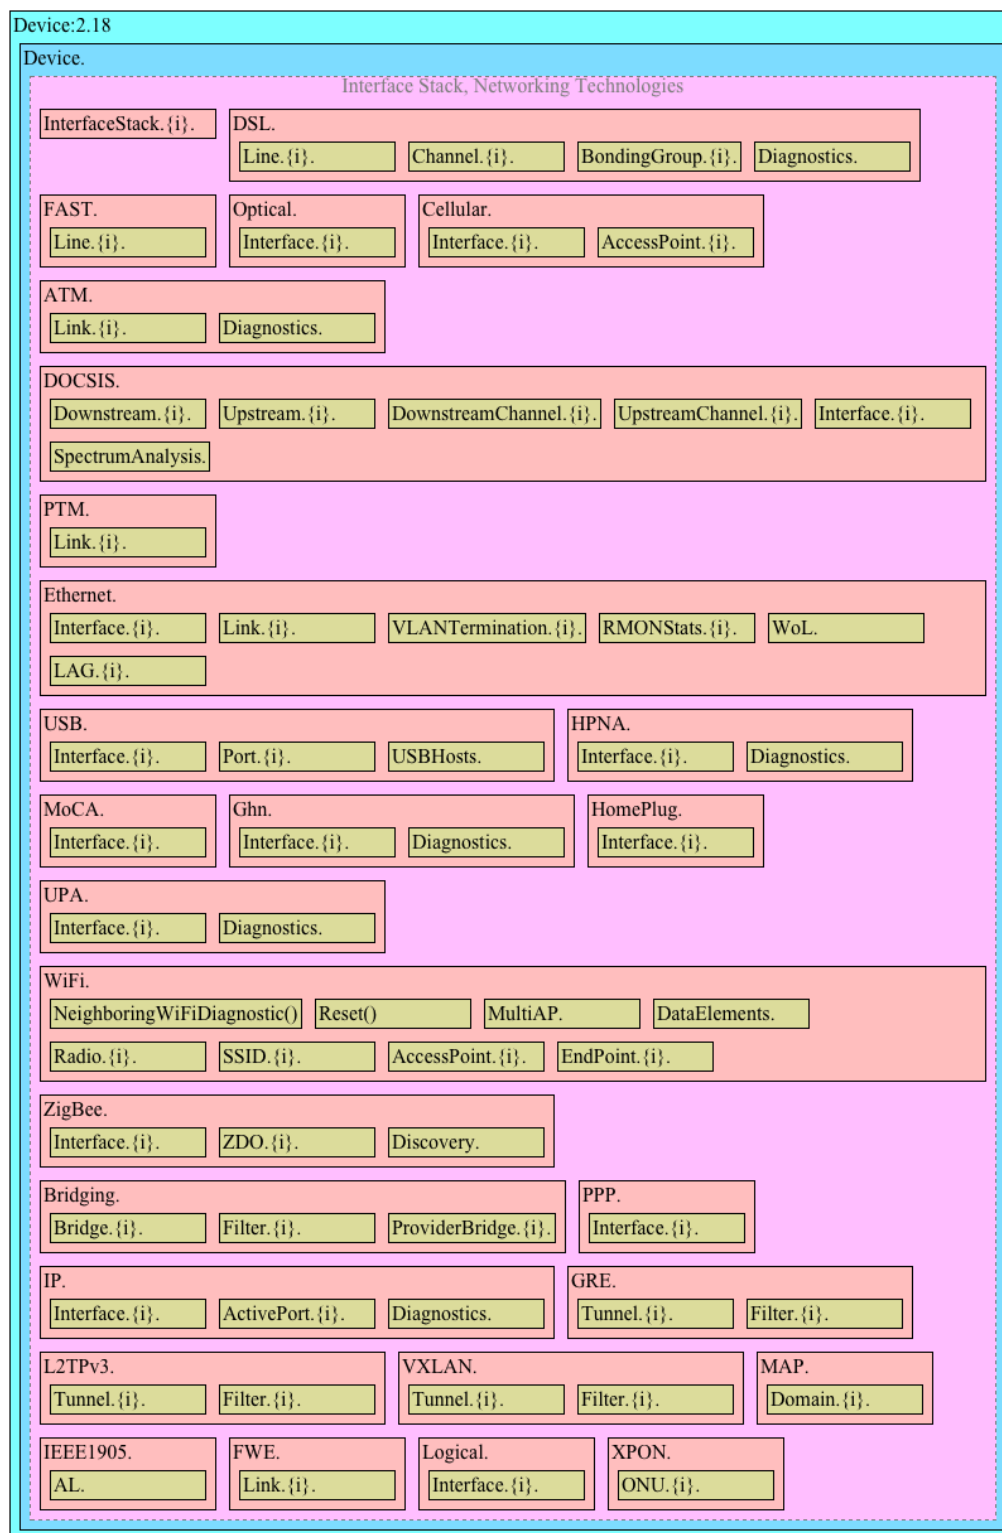 Device:2.18
Device.
Interface Stack, Networking Technologies
InterfaceStack.{i}.
DSL.
Line.{i}. Channel.{i}. BondingGroup.{i}. Diagnostics.
FAST.
Line.{i}.
Optical.
Interface.{i}.
Cellular.
Interface.{i}. AccessPoint.{i}.
ATM.
Link.{i}. Diagnostics.
DOCSIS.
Downstream.{i}. Upstream.{i}. DownstreamChannel.{i}. UpstreamChannel.{i}. Interface.{i}.
SpectrumAnalysis.
PTM.
Link.{i}.
Ethernet.
Interface.{i}. Link.{i}. VLANTermination.{i}. RMONStats.{i}. WoL.
LAG.{i}.
USB.
Interface.{i}. Port.{i}. USBHosts.
HPNA.
Interface.{i}. Diagnostics.
MoCA.
Interface.{i}.
Ghn.
Interface.{i}. Diagnostics.
HomePlug.
Interface.{i}.
UPA.
Interface.{i}. Diagnostics.
WiFi.
NeighboringWiFiDiagnostic() Reset() MultiAP. DataElements.
Radio.{i}. SSID.{i}. AccessPoint.{i}. EndPoint.{i}.
ZigBee.
Interface.{i}. ZDO.{i}. Discovery.
Bridging.
Bridge.{i}. Filter.{i}. ProviderBridge.{i}.
PPP.
Interface.{i}.
IP.
Interface.{i}. ActivePort.{i}. Diagnostics.
GRE.
Tunnel.{i}. Filter.{i}.
L2TPv3.
Tunnel.{i}. Filter.{i}.
VXLAN.
Tunnel.{i}. Filter.{i}.
MAP.
Domain.{i}.
IEEE1905.
AL.
FWE.
Link.{i}.
Logical.
Interface.{i}.
XPON.
ONU.{i}.